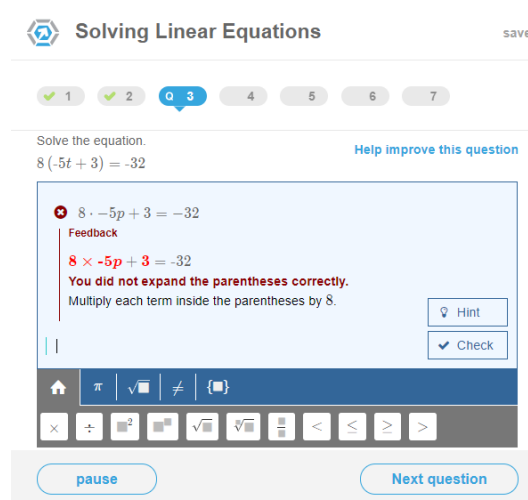 Solving Linear Equations
save
1 2 Q 3 4 5 6 7
Solve the equation.
Help improve this question
8 (-5t + 3) = -32
8 · −5p + 3 = −32
Feedback
8 × -5p + 3 = -32
You did not expand the parentheses correctly.
Multiply each term inside the parentheses by 8.
Hint
Check
π √ ≠ {}
× ÷ 2 √ √ < ≤ ≥ >
pause
Next question